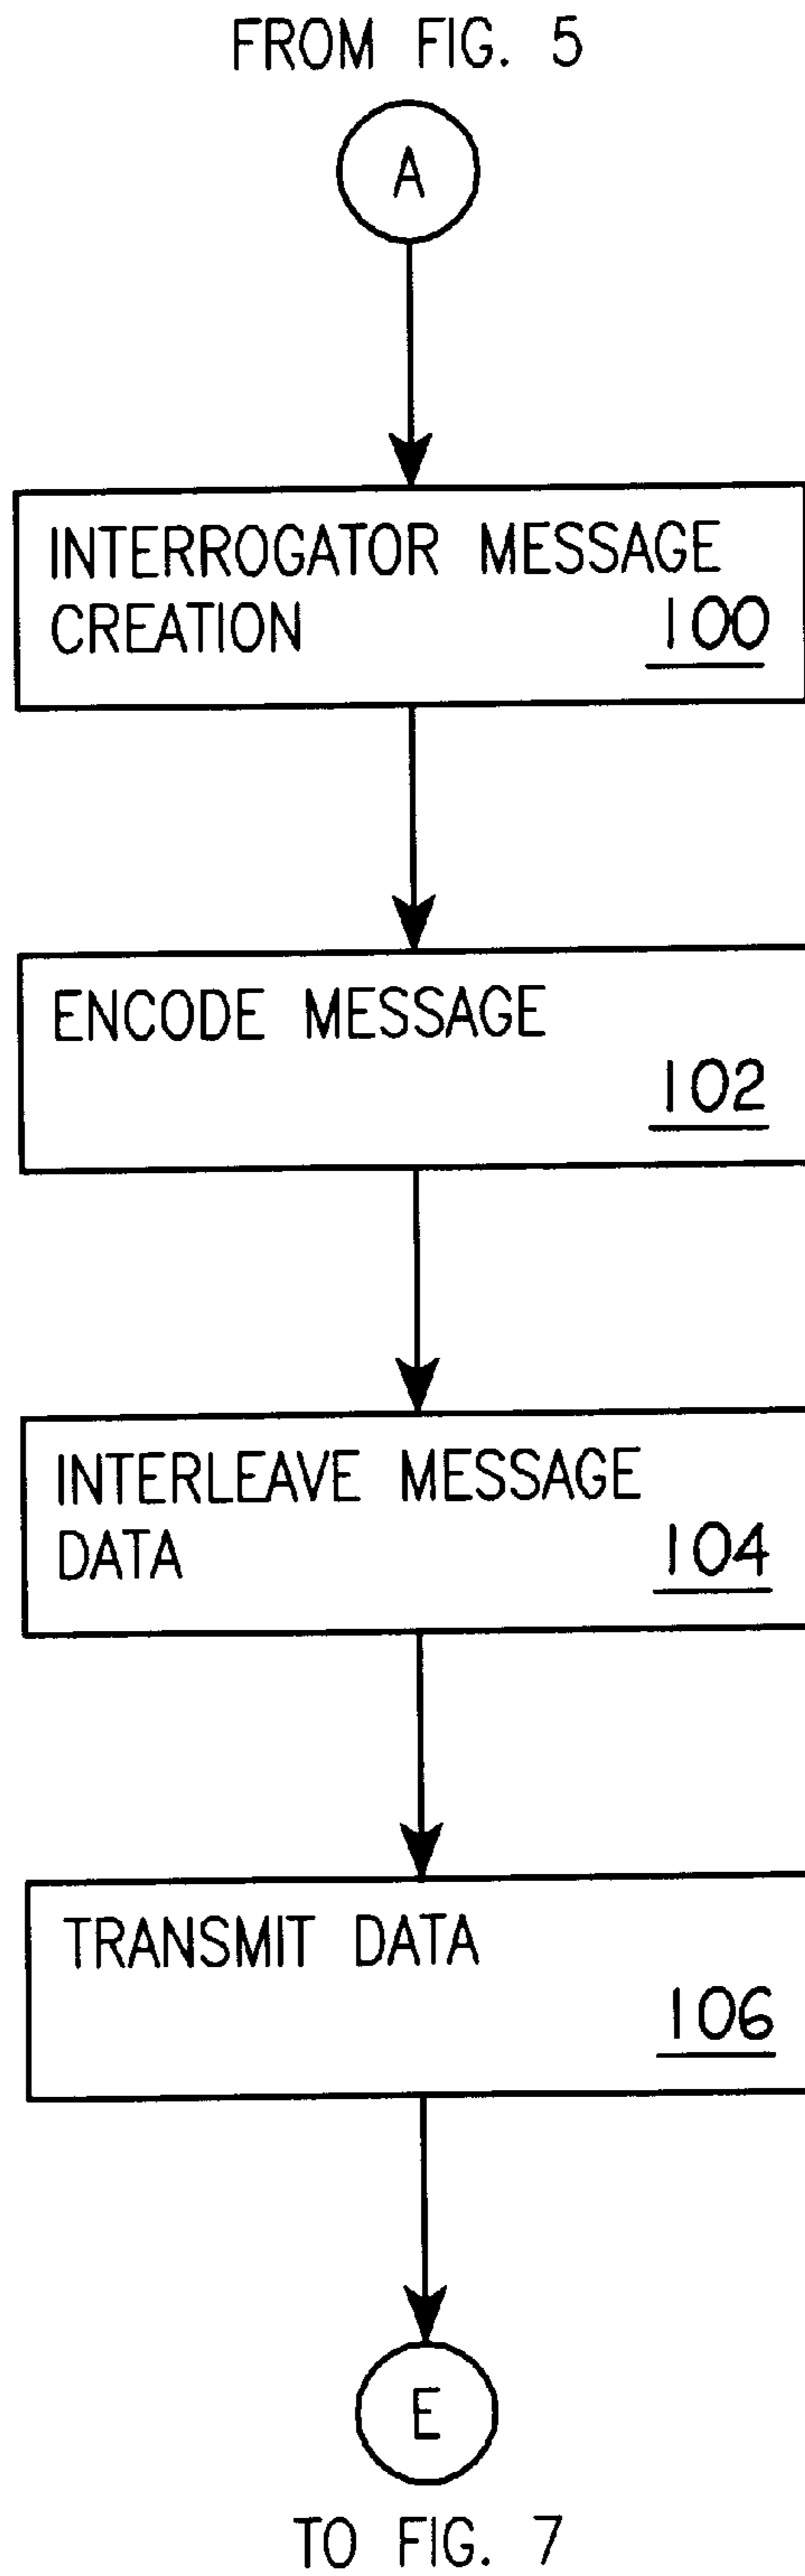 FROM FIG. 5
A
INTERROGATOR MESSAGE
CREATION 100
ENCODE MESSAGE
102
INTERLEAVE MESSAGE
DATA 104
TRANSMIT DATA
106
E
TO FIG. 7